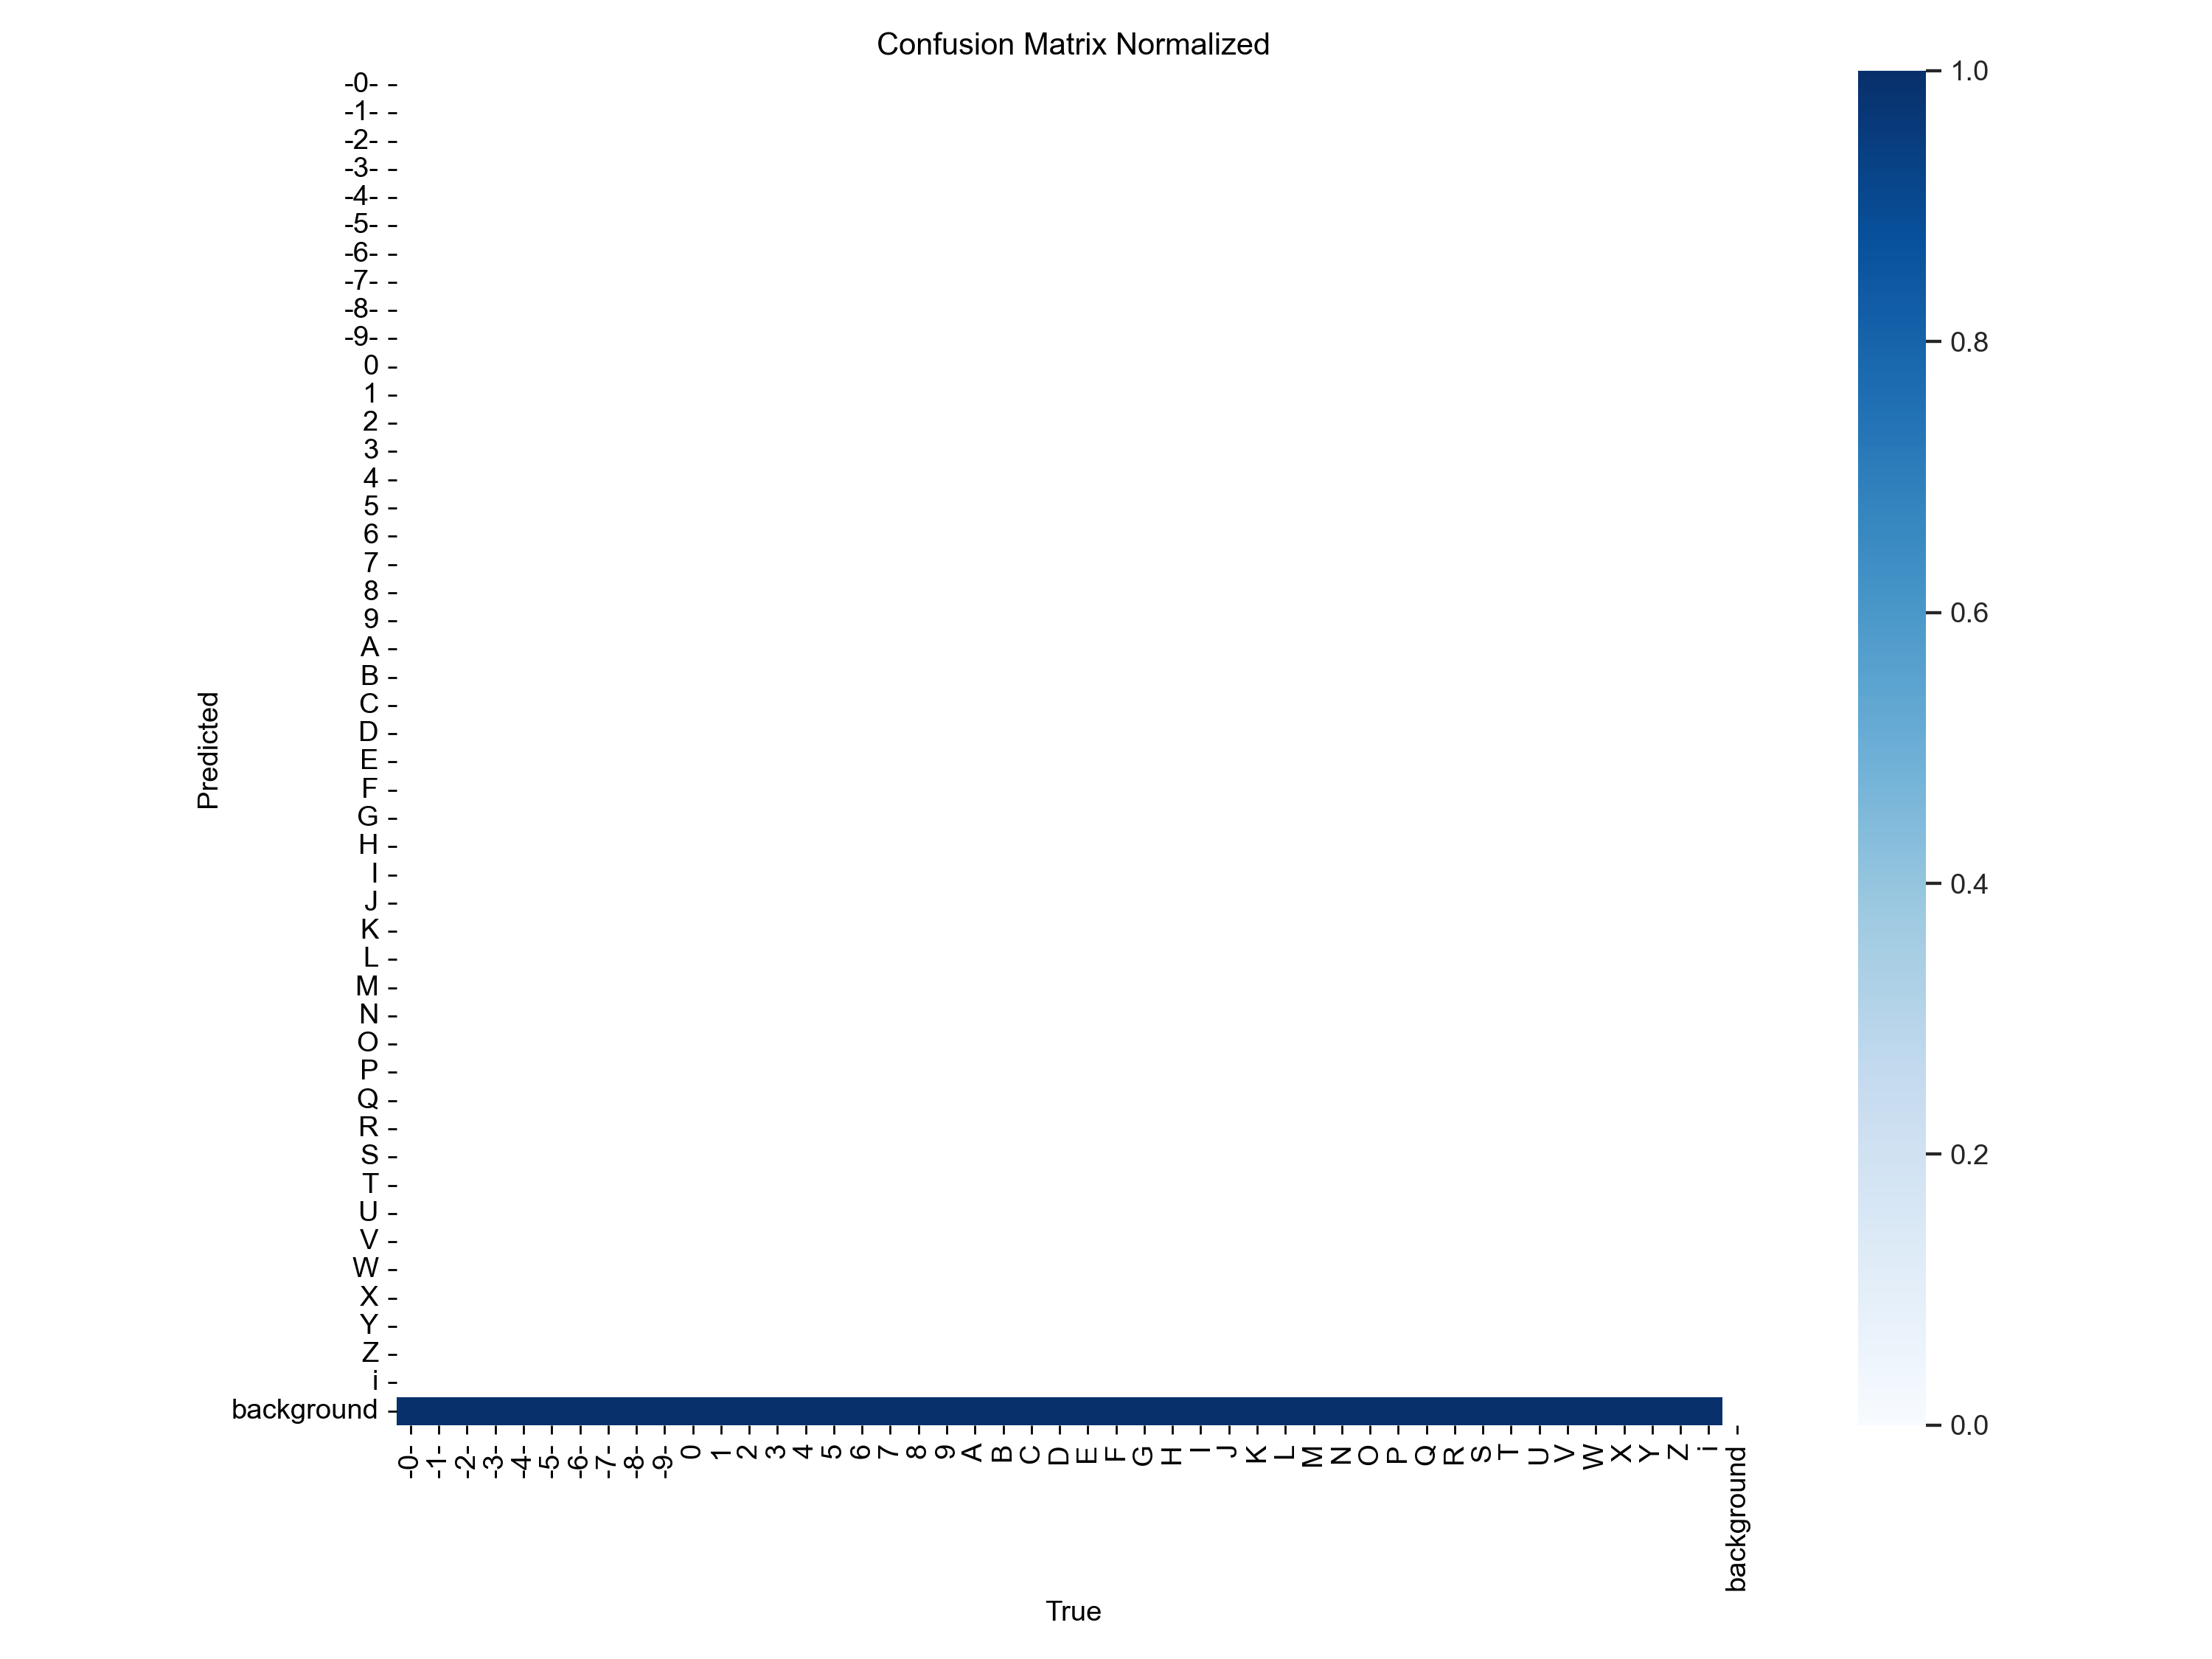 Confusion Matrix Normalized
-0-
-1-
-2-
-3-
-4-
-5-
-6-
-7-
-8-
-9-
0
1
2
3
4
5
6
7
8
9
A
B
C
D
E
F
G
H
I
J
K
L
M
N
O
P
Q
R
S
T
U
V
W
X
Y
Z
i
background
Predicted
-0- -1- -2- -3- -4- -5- -6- -7- -8- -9- 0 1 2 3 4 5 6 7 8 9 A B C D E F G H I J K L M N O P Q R S T U V W X Y Z i background
True
1.0
0.8
0.6
0.4
0.2
0.0